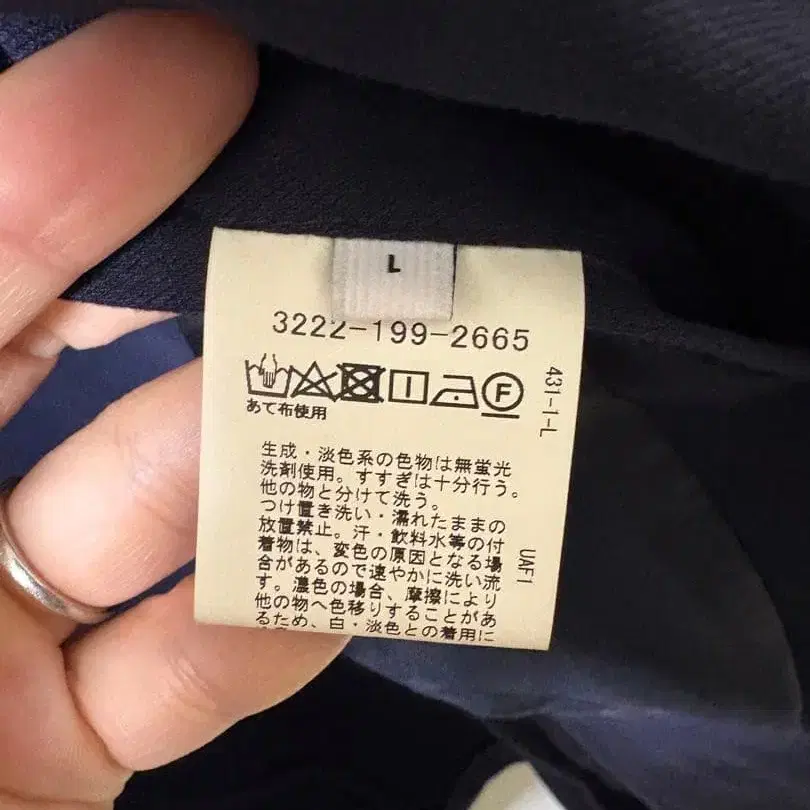 L
3222-199-2665
F
あて布使用
生成・淡色系の色物は無蛍光
洗剤使用。すすぎは十分行う。
他の物と分けて洗う。
つけ置き洗い・濡れたままの
放置禁止。汗・飲料水等の付
着物は、変色の原因となる場
合があるので速やかに洗い流
す。濃色の場合、摩擦により
他の物へ色移りすることがあ
るため、白・淡色との着用に
431-1-L
UAF1